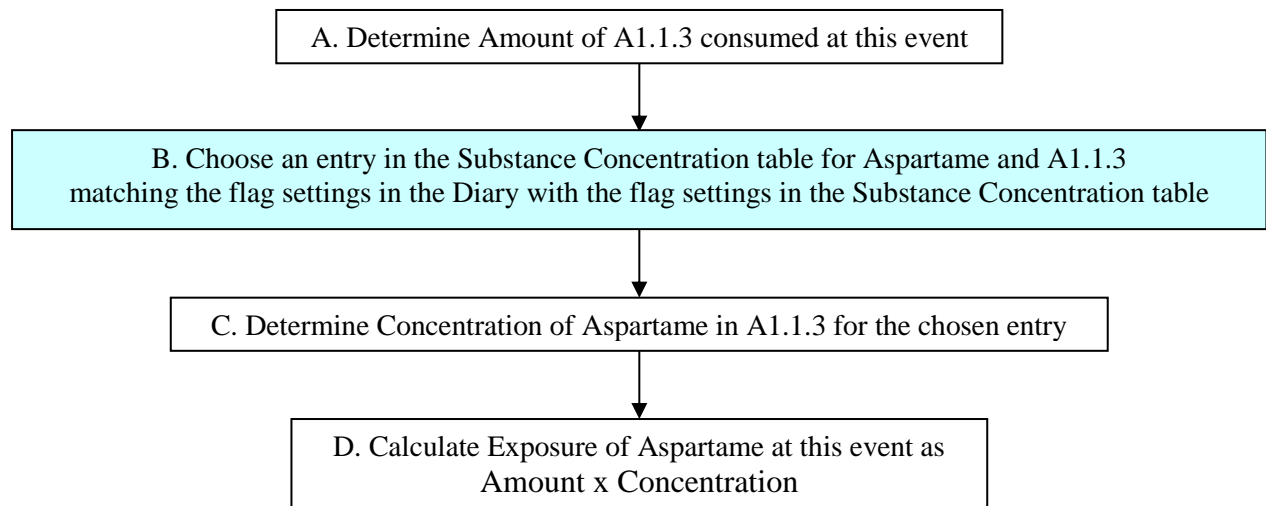 A. Determine Amount of A1.1.3 consumed at this event
B. Choose an entry in the Substance Concentration table for Aspartame and A1.1.3
matching the flag settings in the Diary with the flag settings in the Substance Concentration table
C. Determine Concentration of Aspartame in A1.1.3 for the chosen entry
D. Calculate Exposure of Aspartame at this event as
Amount x Concentration